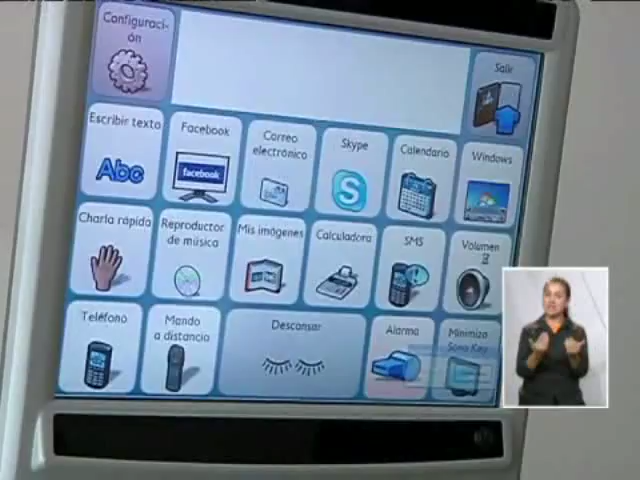 Configuraci-
ón
Salir
Escribir texto
Facebook
facebook
Correo
electrónico
Skype
S
Calendario
Windows
Abc
Charla rápida
Reproductor
de música
Mis imágenes
Calculadora
SMS
Volumen
Teléfono
Mando
a distancia
Descansar
Alarma
Minimiza
Sono Key